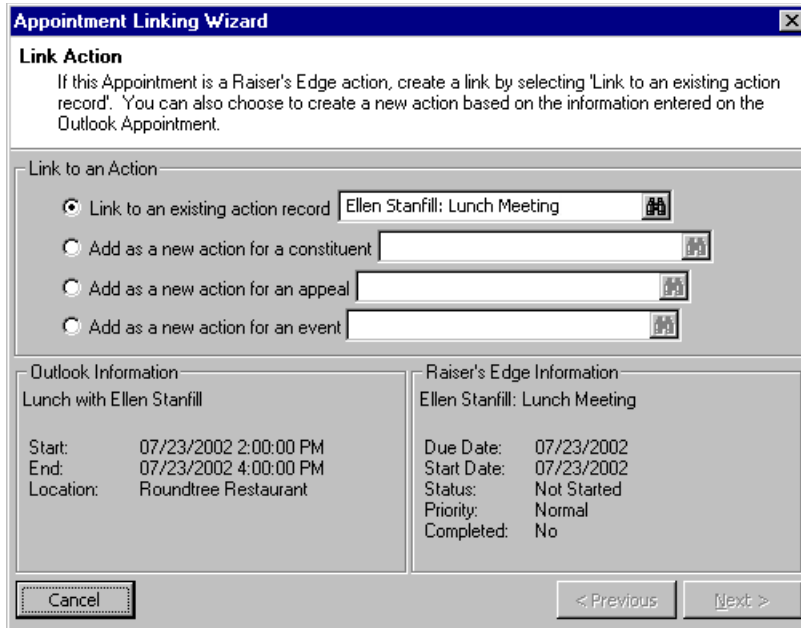 Appointment Linking Wizard
Link Action
If this Appointment is a Raiser's Edge action, create a link by selecting 'Link to an existing action
record'. You can also choose to create a new action based on the information entered on the
Outlook Appointment.
Link to an Action
Link to an existing action record Ellen Stanfill: Lunch Meeting
Add as a new action for a constituent
Add as a new action for an appeal
Add as a new action for an event
Outlook Information
Lunch with Ellen Stanfill
Start: 07/23/2002 2:00:00 PM
End: 07/23/2002 4:00:00 PM
Location: Roundtree Restaurant
Raiser's Edge Information
Ellen Stanfill: Lunch Meeting
Due Date: 07/23/2002
Start Date: 07/23/2002
Status: Not Started
Priority: Normal
Completed: No
Cancel
< Previous
Next >